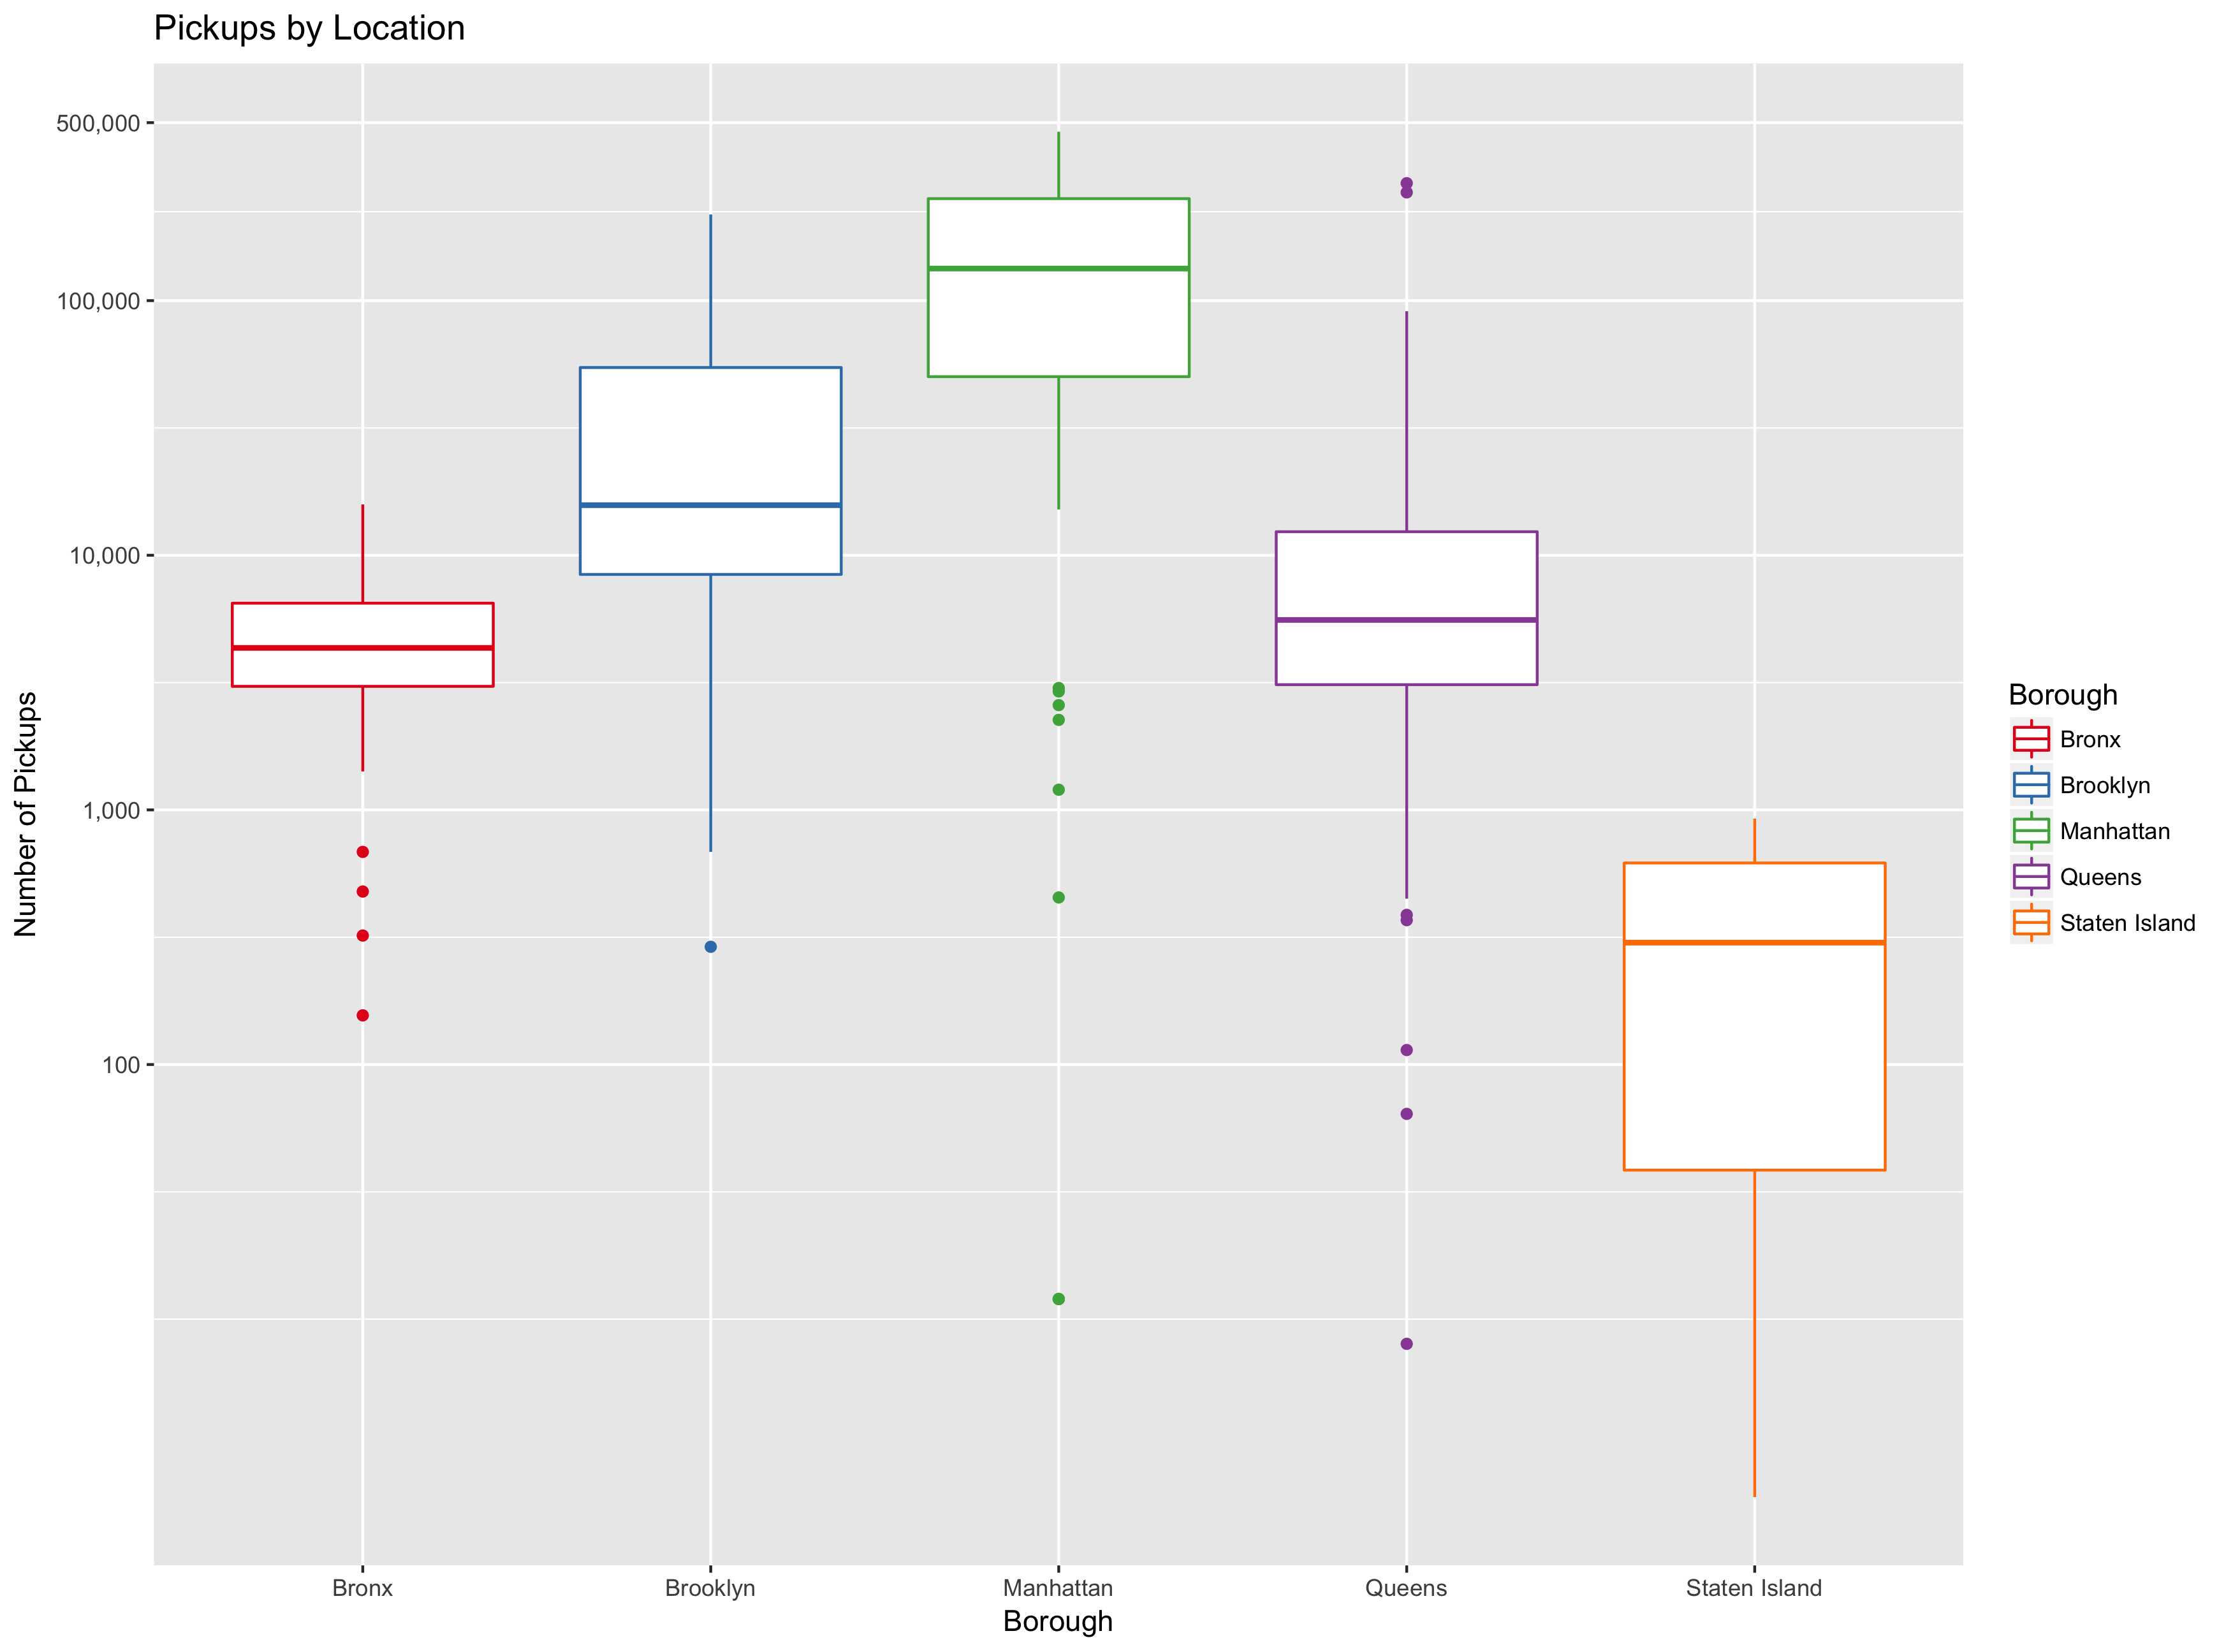 Pickups by Location
500,000
100,000
10,000
1,000
100
Number of Pickups
Bronx
Brooklyn
Manhattan
Queens
Staten Island
Borough
Borough
Bronx
Brooklyn
Manhattan
Queens
Staten Island